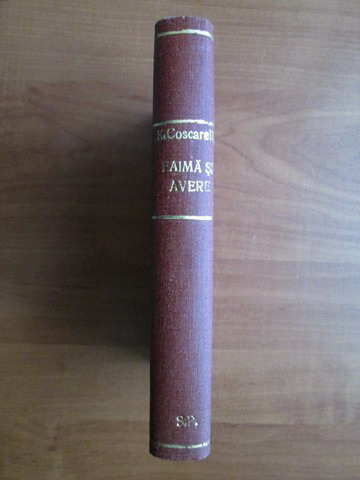 K.Coscarelli
FAIMĂ ȘI
AVERE
S.P.